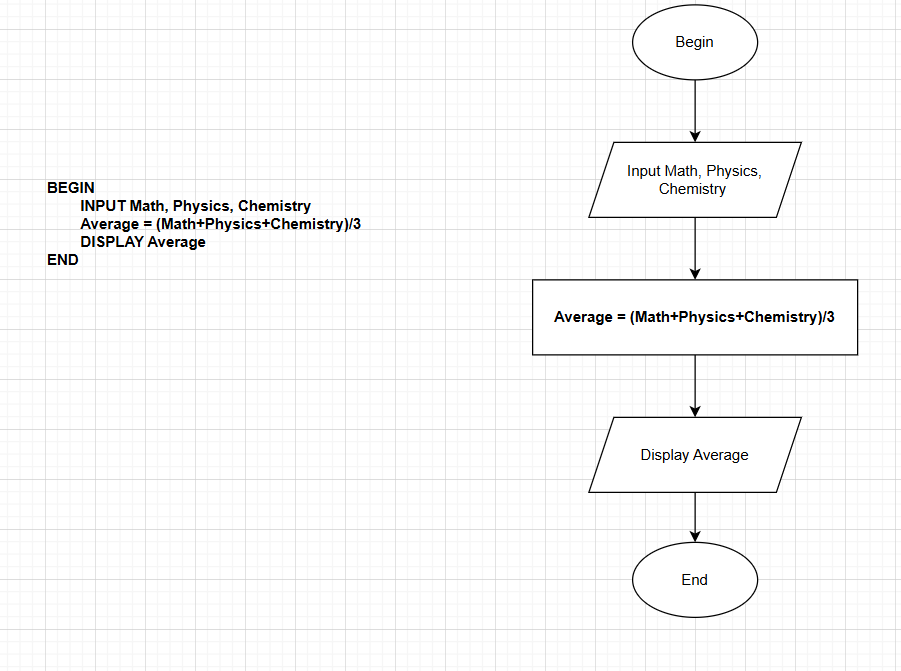 BEGIN
INPUT Math, Physics, Chemistry
Average = (Math+Physics+Chemistry)/3
DISPLAY Average
END
Begin
Input Math, Physics,
Chemistry
Average = (Math+Physics+Chemistry)/3
Display Average
End